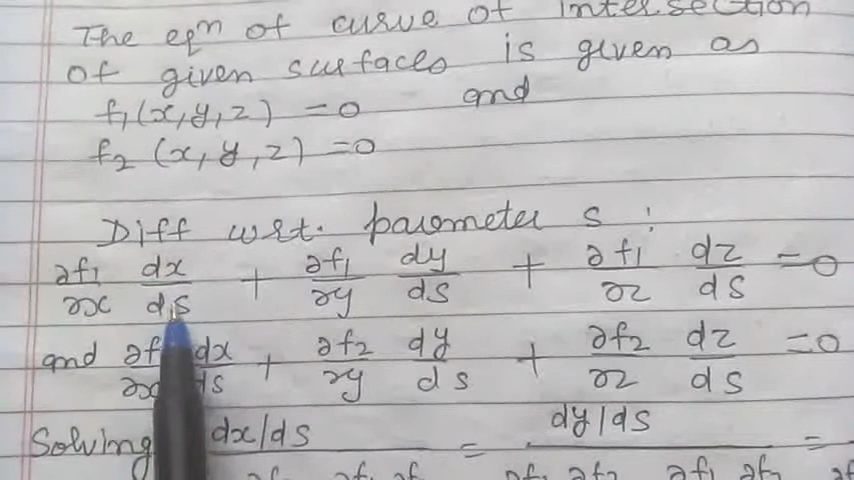 The eqn of curve of intersection
of given surfaces is given as
f₁(x,y,z) =0 and
f₂ (x,y,z) =0
Diff w.r.t. parameter s :
∂f₁/∂x dx/ds + ∂f₁/∂y dy/ds + ∂f₁/∂z dz/ds =0
and ∂f/∂x dx/ds + ∂f₂/∂y dy/ds + ∂f₂/∂z dz/ds =0
Solving dx/ds = dy/ds =